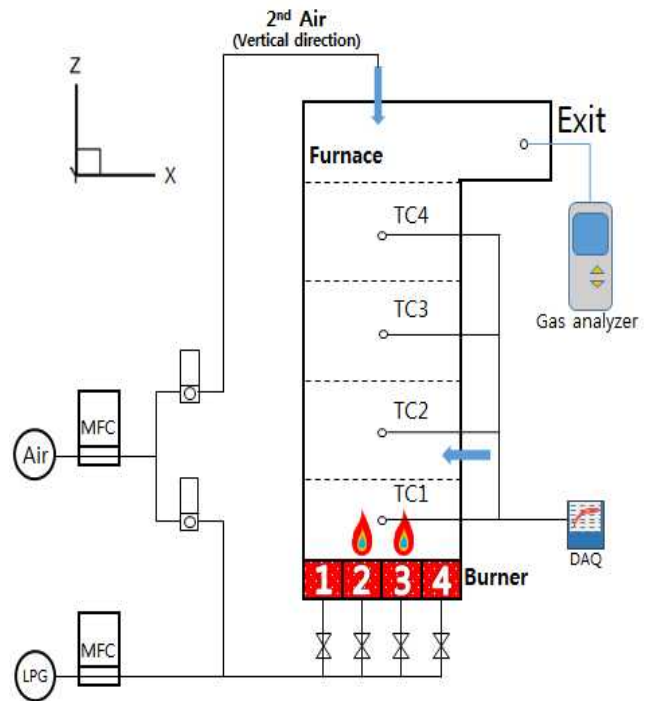 2nd Air
(Vertical direction)
Z
X
Exit
Furnace
TC4
Gas analyzer
TC3
MFC
Air
TC2
TC1
DAQ
1 2 3 4
Burner
MFC
LPG